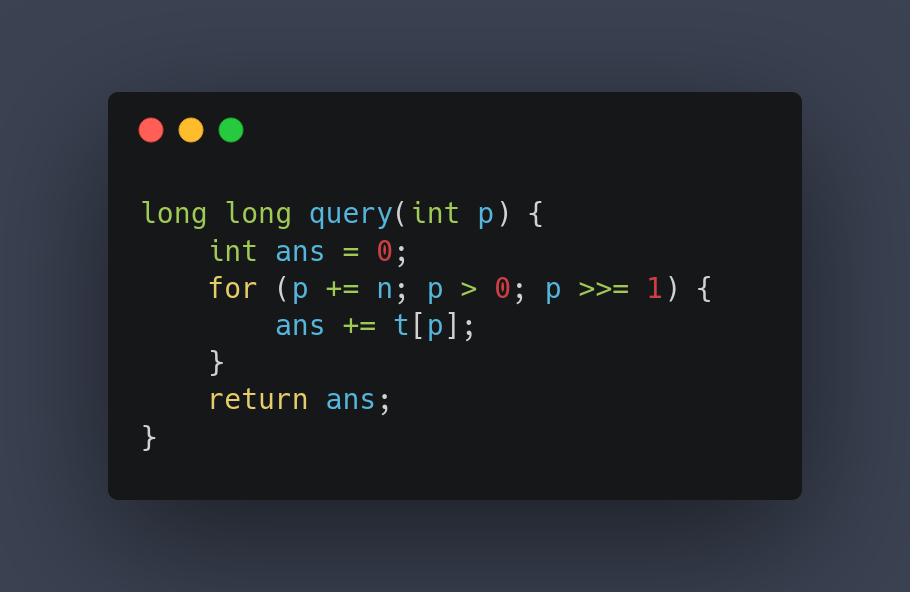 long long query(int p) {
    int ans = 0;
    for (p += n; p > 0; p >>= 1) {
        ans += t[p];
    }
    return ans;
}